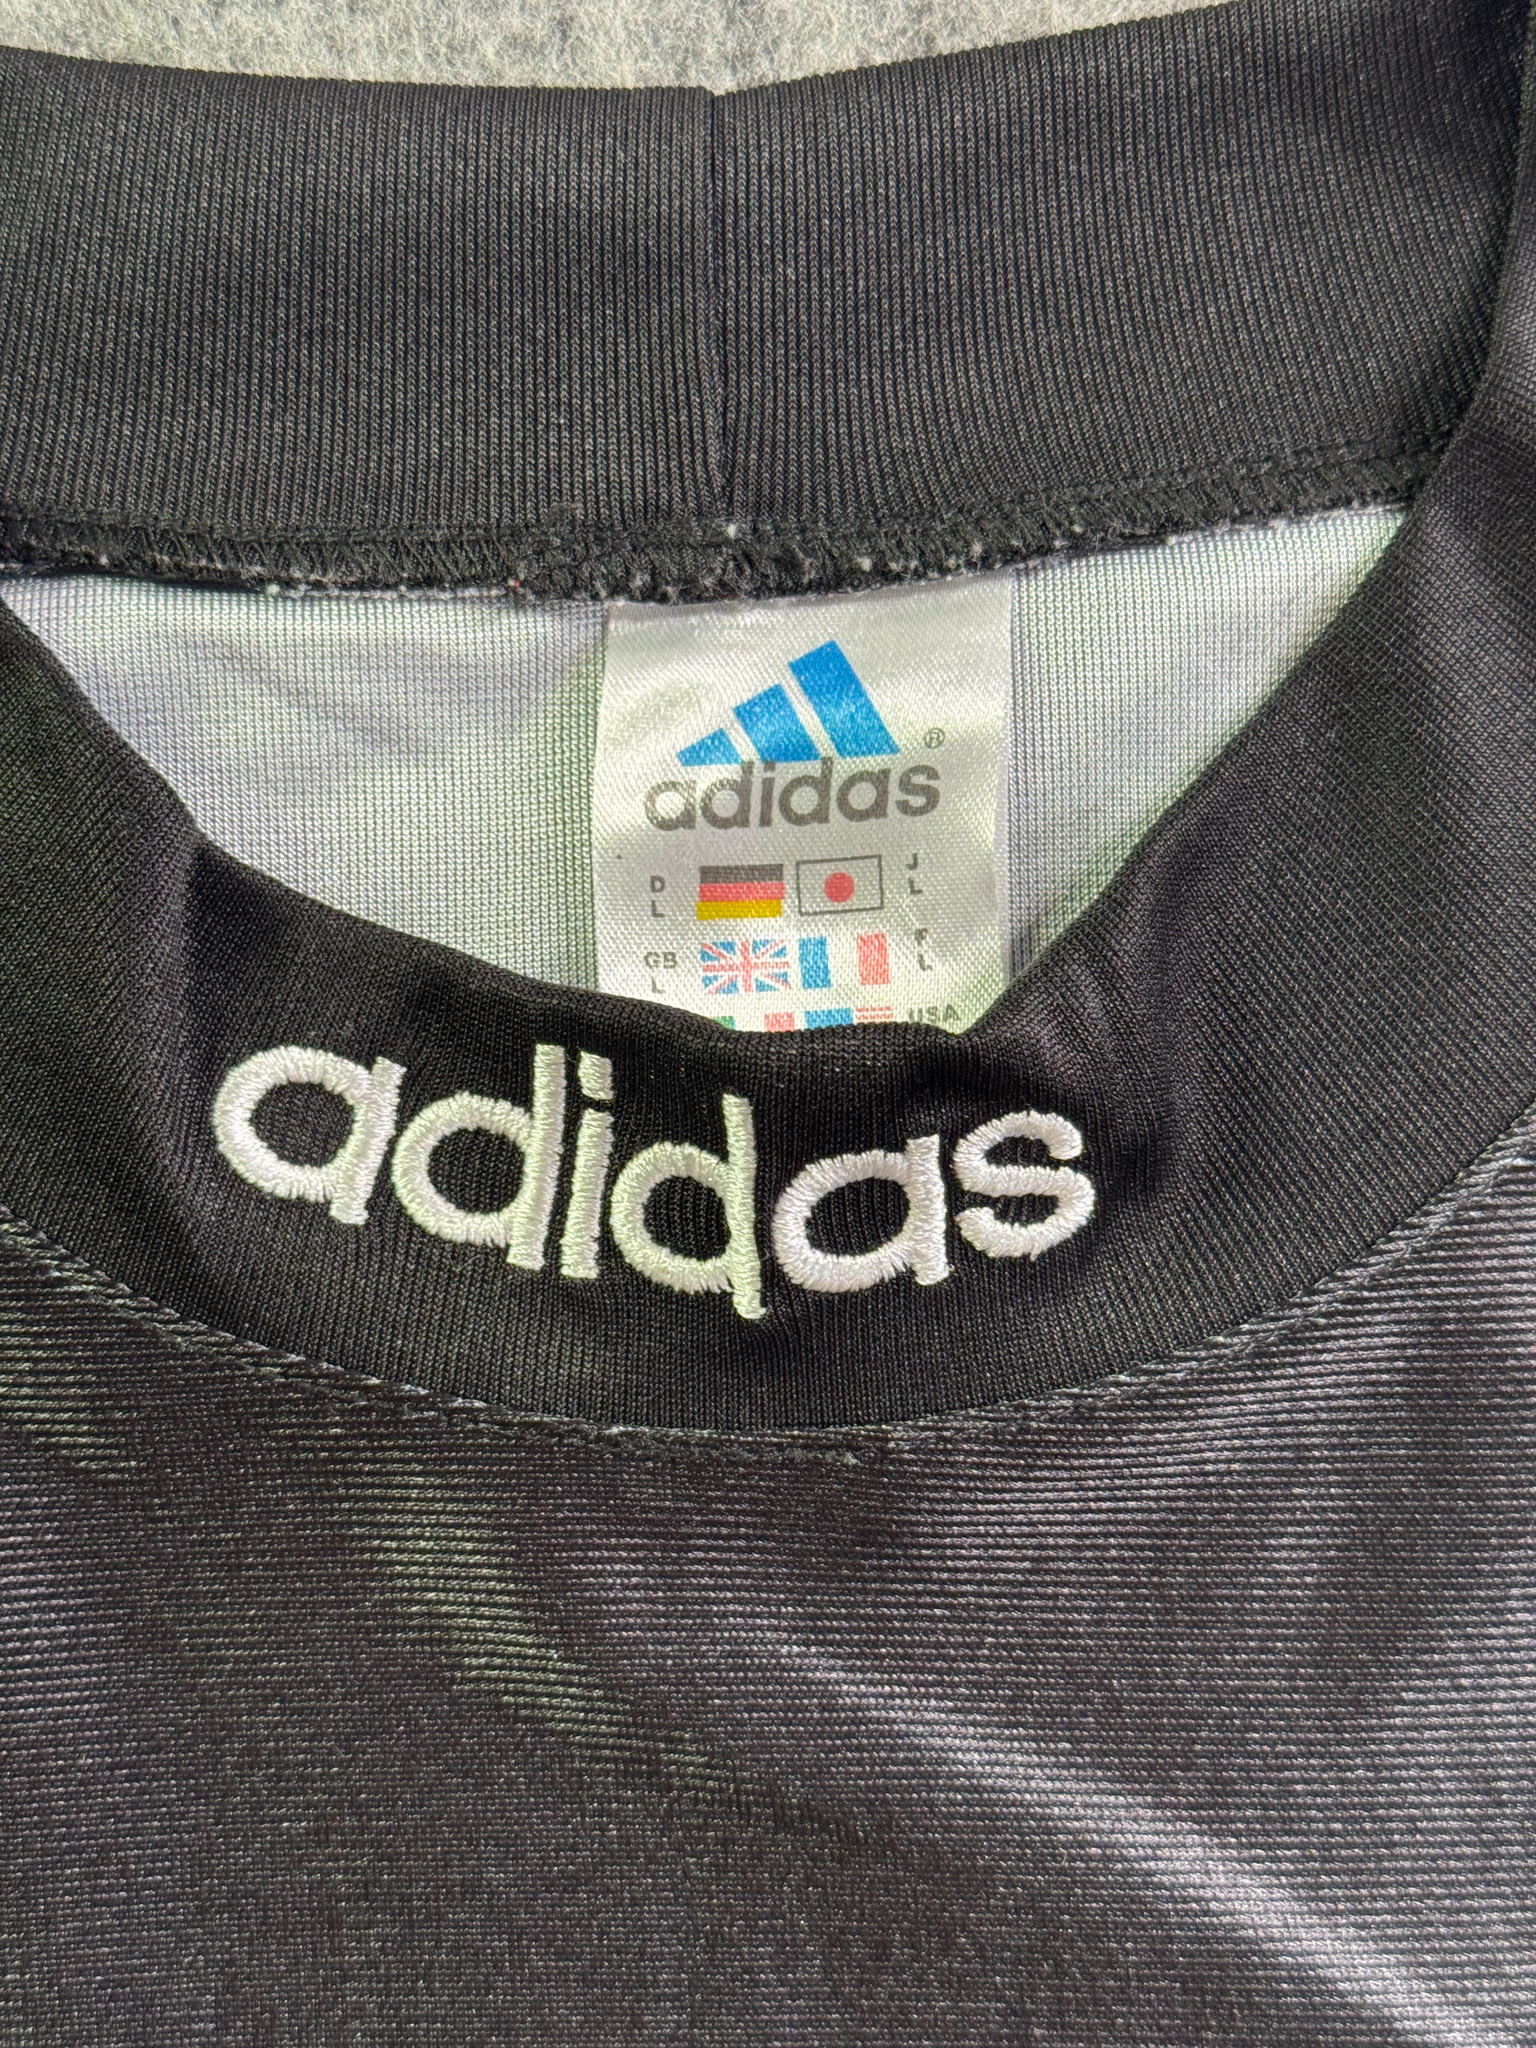 ®
adidas
D J
L L
GB F
L L
USA
adidas